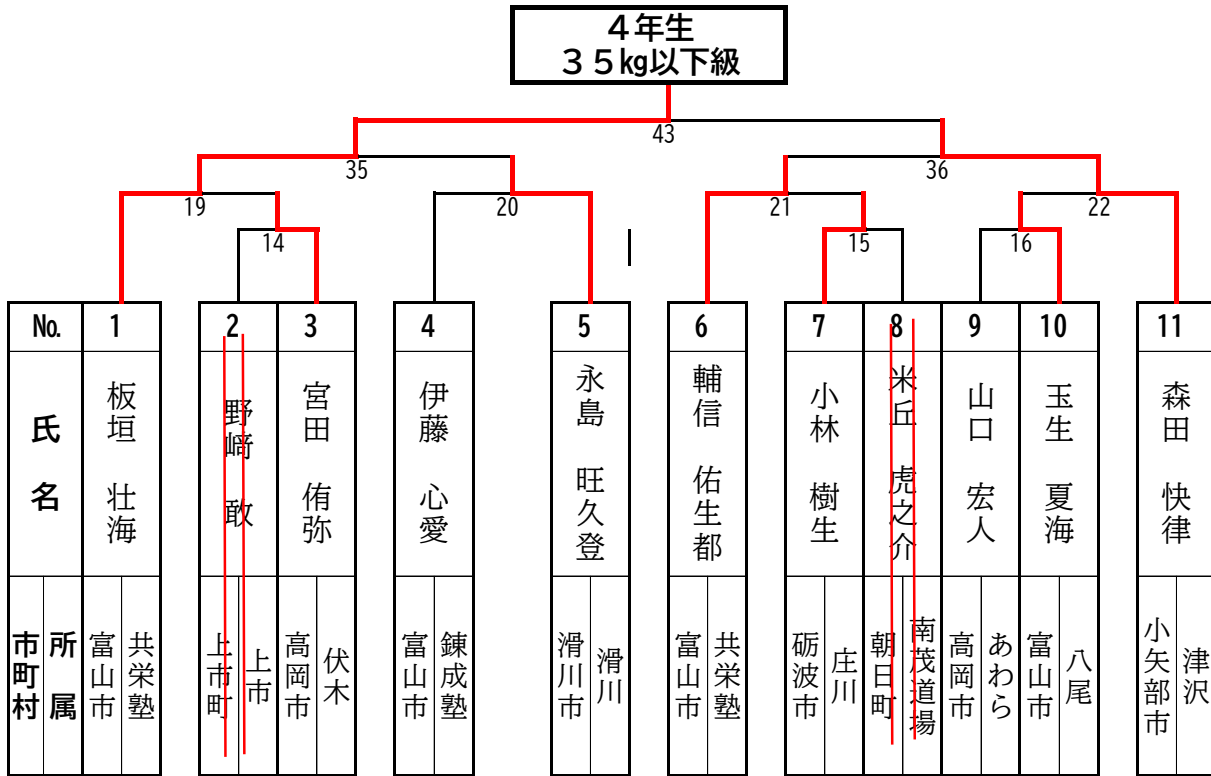 4年生
35kg以下級
43
35
36
19
20
21
22
14
15
16
No.
1
2
3
4
5
6
7
8
9
10
11
氏名
板垣 壮海
野﨑 敢
宮田 侑弥
伊藤 心愛
永島 旺久登
輔信 佑生都
小林 樹生
米丘 虎之介
山口 宏人
玉生 夏海
森田 快律
市町村
所属
富山市
共栄塾
上市町
上市
高岡市
伏木
富山市
錬成塾
滑川市
滑川
富山市
共栄塾
砺波市
庄川
朝日町
南茂道場
高岡市
あわら
富山市
八尾
小矢部市
津沢